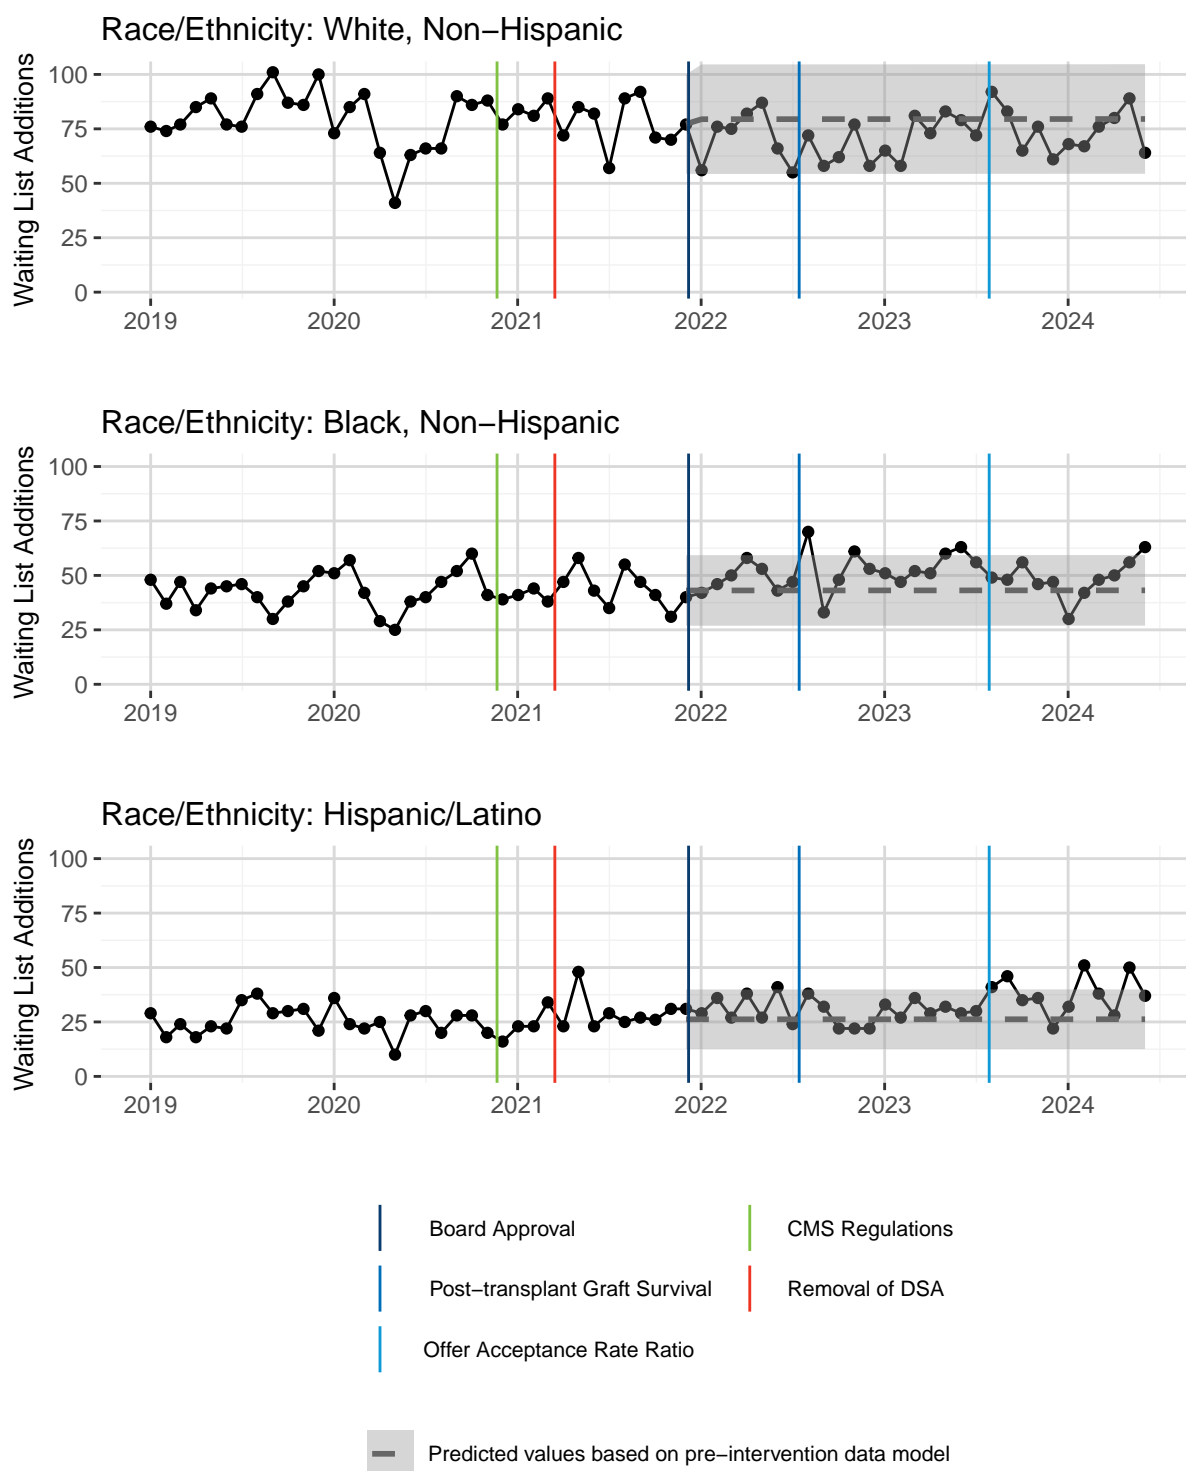 Race/Ethnicity: White, Non−Hispanic
Waiting List Additions
100
75
50
25
0
2019 2020 2021 2022 2023 2024
Race/Ethnicity: Black, Non−Hispanic
Waiting List Additions
100
75
50
25
0
2019 2020 2021 2022 2023 2024
Race/Ethnicity: Hispanic/Latino
Waiting List Additions
100
75
50
25
0
2019 2020 2021 2022 2023 2024
Board Approval CMS Regulations
Post−transplant Graft Survival Removal of DSA
Offer Acceptance Rate Ratio
Predicted values based on pre−intervention data model